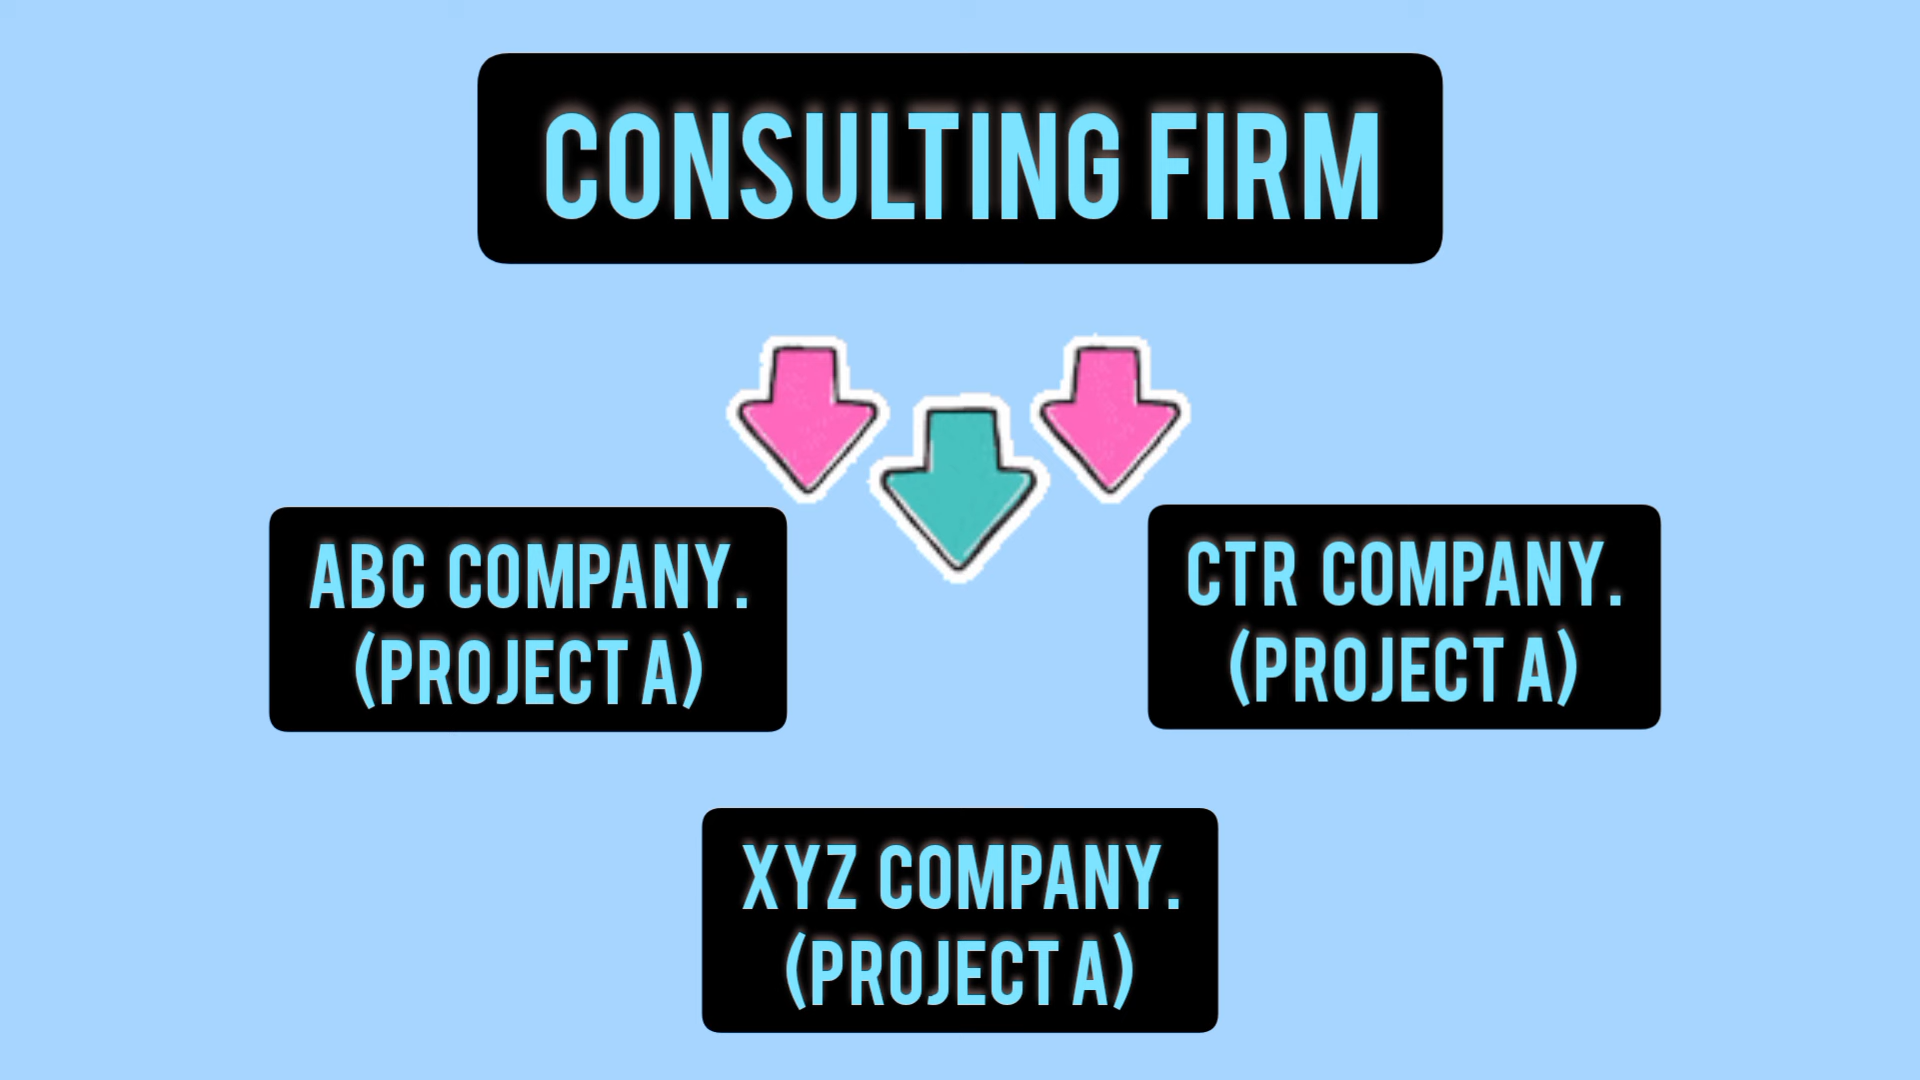 CONSULTING FIRM
ABC COMPANY.
(PROJECT A)
CTR COMPANY.
(PROJECT A)
XYZ COMPANY.
(PROJECT A)